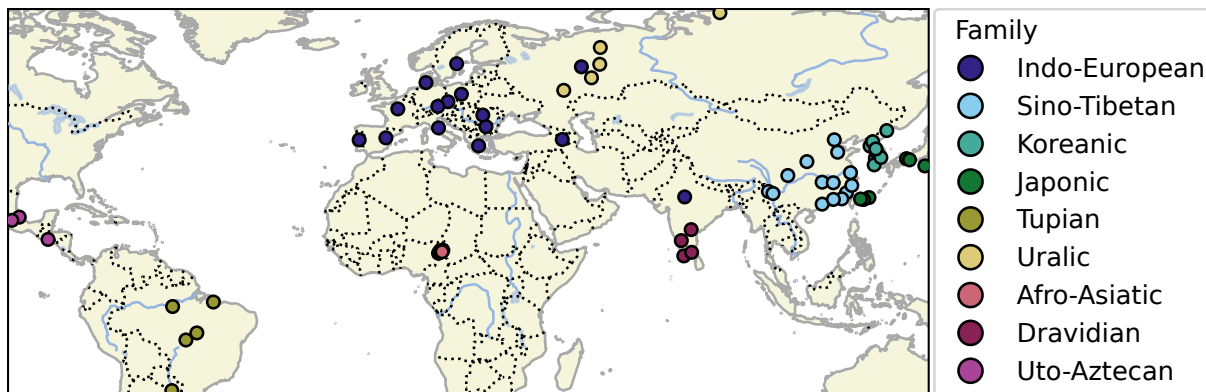 Family
Indo-European
Sino-Tibetan
Koreanic
Japonic
Tupian
Uralic
Afro-Asiatic
Dravidian
Uto-Aztecan